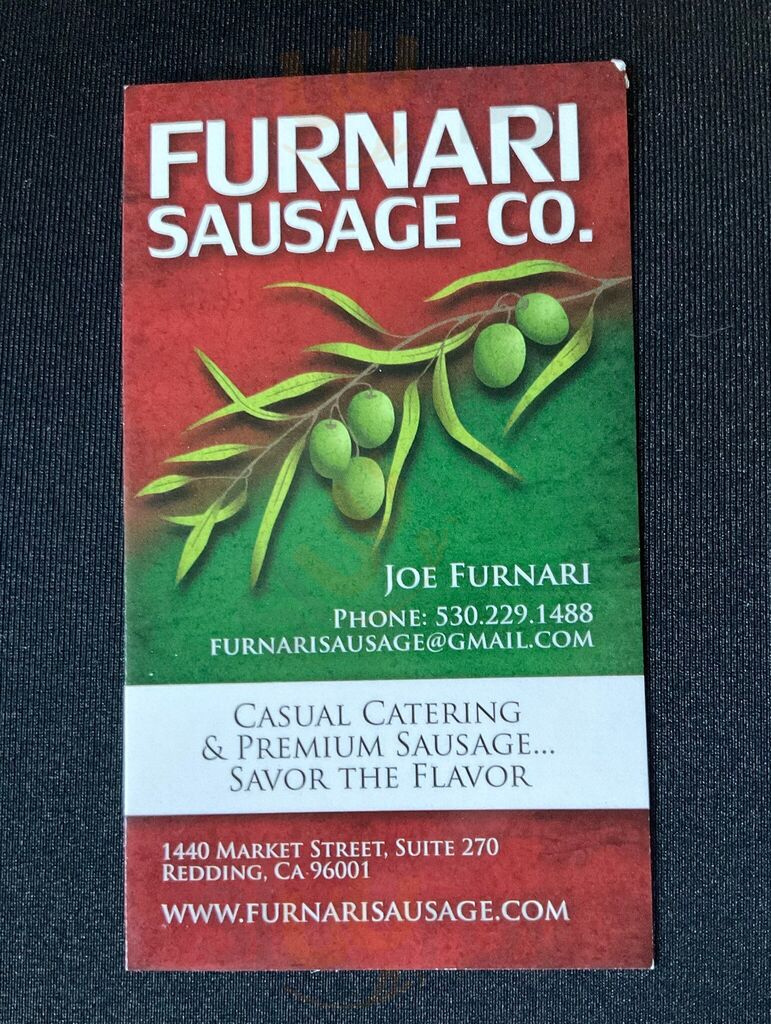 FURNARI
SAUSAGE CO.
JOE FURNARI
PHONE: 530.229.1488
FURNARISAUSAGE@GMAIL.COM
CASUAL CATERING
& PREMIUM SAUSAGE...
SAVOR THE FLAVOR
1440 MARKET STREET, SUITE 270
REDDING, CA 96001
WWW.FURNARISAUSAGE.COM